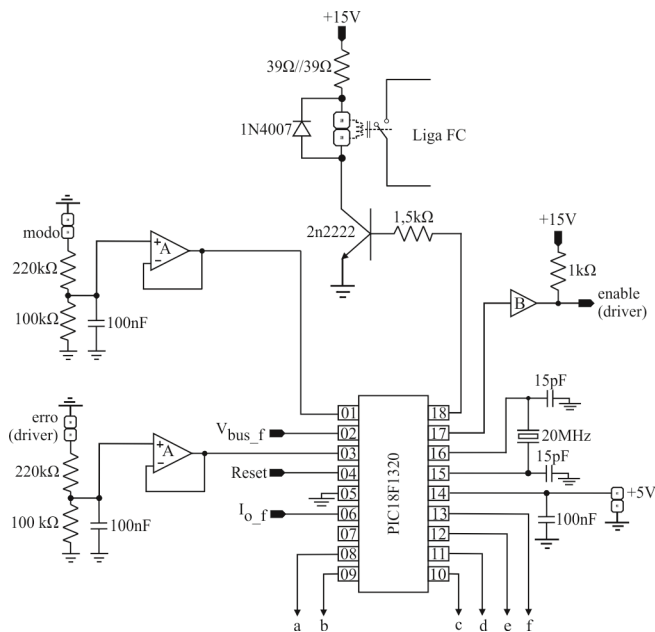 +15V
39Ω//39Ω
1N4007
Liga FC
2n2222
1,5kΩ
+15V
1kΩ
enable
(driver)
B
modo
220kΩ
100kΩ
100nF
+
A
−
15pF
20MHz
15pF
erro
(driver)
220kΩ
100 kΩ
100nF
+
A
−
V bus_f
Reset
I o_f
PIC18F1320
01
02
03
04
05
06
07
08
09
18
17
16
15
14
13
12
11
10
+5V
100nF
a
b
c
d
e
f